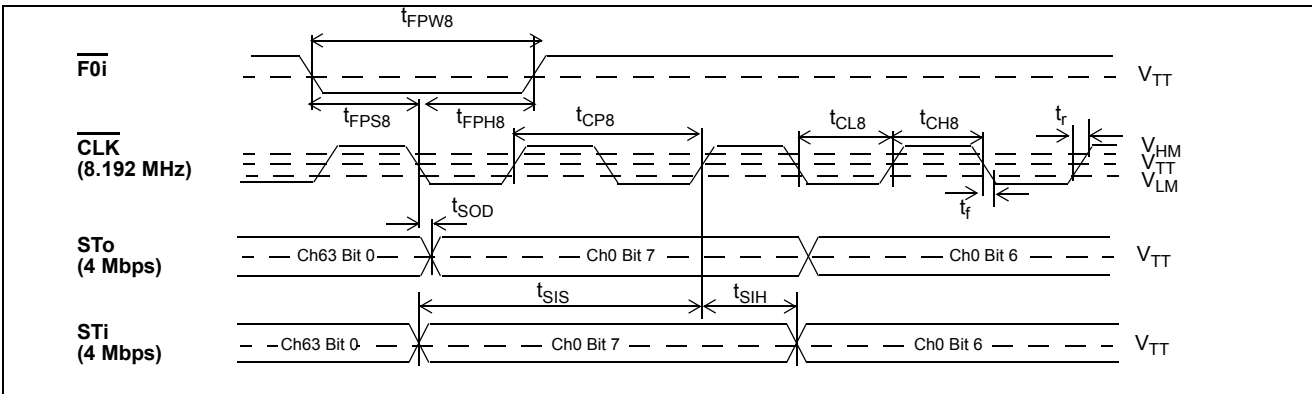 tFPW8
F0i
VTT
tFPS8 tFPH8 tCP8 tCL8 tCH8 tr
CLK
(8.192 MHz)
VHM
VTT
VLM
tSOD tf
STo
(4 Mbps)
Ch63 Bit 0 Ch0 Bit 7 Ch0 Bit 6 VTT
tSIS tSIH
STi
(4 Mbps)
Ch63 Bit 0 Ch0 Bit 7 Ch0 Bit 6 VTT